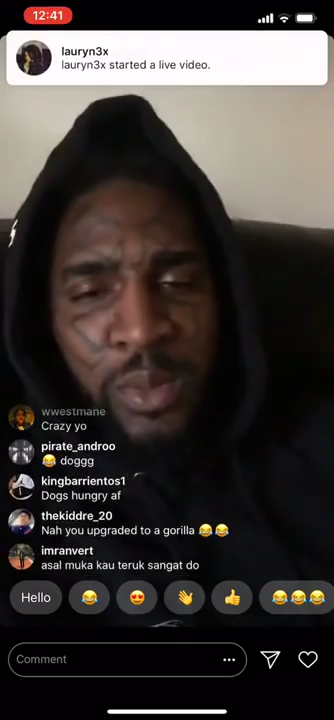 12:41
lauryn3x
lauryn3x started a live video.
wwestmane
Crazy yo
pirate_androo
😂 doggg
kingbarrientos1
Dogs hungry af
thekiddre_20
Nah you upgraded to a gorilla 😂😂
imranvert
asal muka kau teruk sangat do
Hello 😂 😍 👋 👍 😂😂😂
Comment